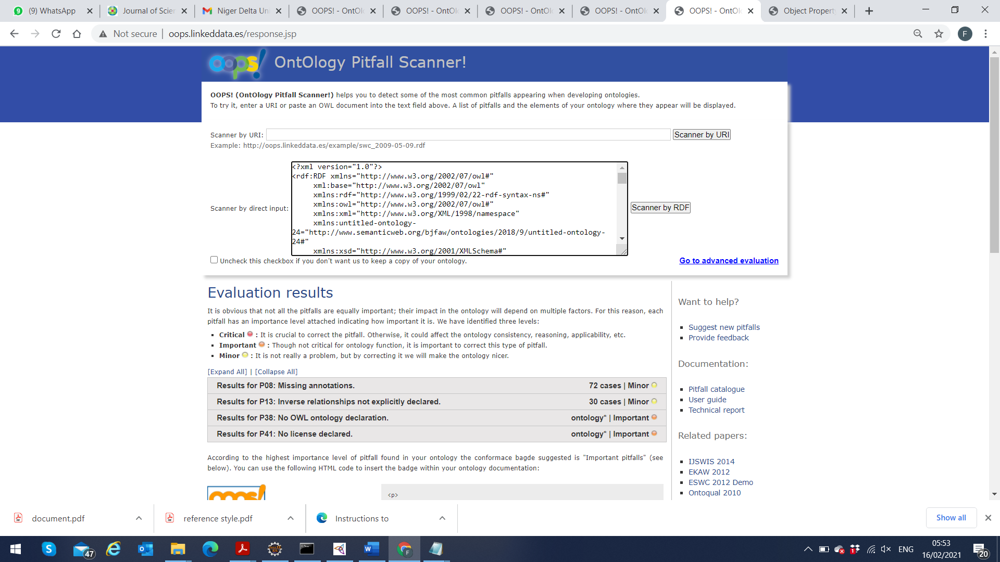 (9) WhatsApp
Journal of Scien
Niger Delta Uni
OOPS! - OntOlo
OOPS! - OntOlo
OOPS! - OntOlo
OOPS! - OntOlo
OOPS! - OntOlo
Object Property
Not secure | oops.linkeddata.es/response.jsp
F
oops! OntOlogy Pitfall Scanner!
OOPS! (OntOlogy Pitfall Scanner!) helps you to detect some of the most common pitfalls appearing when developing ontologies.
To try it, enter a URI or paste an OWL document into the text field above. A list of pitfalls and the elements of your ontology where they appear will be displayed.
Scanner by URI: Scanner by URI
Example: http://oops.linkeddata.es/example/swc_2009-05-09.rdf
<?xml version="1.0"?>
<rdf:RDF xmlns="http://www.w3.org/2002/07/owl#"
xml:base="http://www.w3.org/2002/07/owl"
xmlns:rdf="http://www.w3.org/1999/02/22-rdf-syntax-ns#"
xmlns:owl="http://www.w3.org/2002/07/owl#"
Scanner by direct input: Scanner by RDF
xmlns:xml="http://www.w3.org/XML/1998/namespace"
xmlns:untitled-ontology-
24="http://www.semanticweb.org/bjfaw/ontologies/2018/9/untitled-ontology-
24#"
xmlns:xsd="http://www.w3.org/2001/XMLSchema#"
Uncheck this checkbox if you don't want us to keep a copy of your ontology.
Go to advanced evaluation
Evaluation results
It is obvious that not all the pitfalls are equally important; their impact in the ontology will depend on multiple factors. For this reason, each
pitfall has an importance level attached indicating how important it is. We have identified three levels:
Critical : It is crucial to correct the pitfall. Otherwise, it could affect the ontology consistency, reasoning, applicability, etc.
Important : Though not critical for ontology function, it is important to correct this type of pitfall.
Minor : It is not really a problem, but by correcting it we will make the ontology nicer.
[Expand All] | [Collapse All]
Results for P08: Missing annotations. 72 cases | Minor
Results for P13: Inverse relationships not explicitly declared. 30 cases | Minor
Results for P38: No OWL ontology declaration. ontology* | Important
Results for P41: No license declared. ontology* | Important
According to the highest importance level of pitfall found in your ontology the conformace bagde suggested is "Important pitfalls" (see
below). You can use the following HTML code to insert the badge within your ontology documentation:
oops!
<p>
Want to help?
Suggest new pitfalls
Provide feedback
Documentation:
Pitfall catalogue
User guide
Technical report
Related papers:
IJSWIS 2014
EKAW 2012
ESWC 2012 Demo
Ontoqual 2010
document.pdf
reference style.pdf
Instructions to
Show all
47
F
1
ENG
05:53
16/02/2021
20